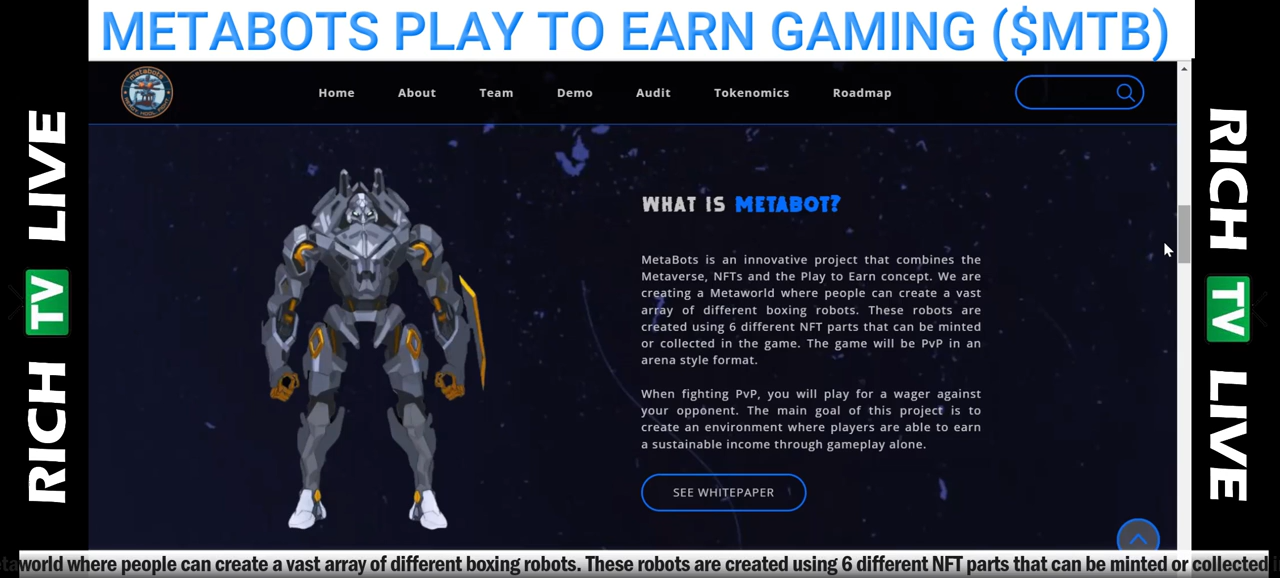 METABOTS PLAY TO EARN GAMING ($MTB)
RICH TV LIVE
Home About Team Demo Audit Tokenomics Roadmap
WHAT IS METABOT?
MetaBots is an innovative project that combines the
Metaverse, NFTs and the Play to Earn concept. We are
creating a Metaworld where people can create a vast
array of different boxing robots. These robots are
created using 6 different NFT parts that can be minted
or collected in the game. The game will be PvP in an
arena style format.
When fighting PvP, you will play for a wager against
your opponent. The main goal of this project is to
create an environment where players are able to earn
a sustainable income through gameplay alone.
SEE WHITEPAPER
RICH TV LIVE
taworld where people can create a vast array of different boxing robots. These robots are created using 6 different NFT parts that can be minted or collected